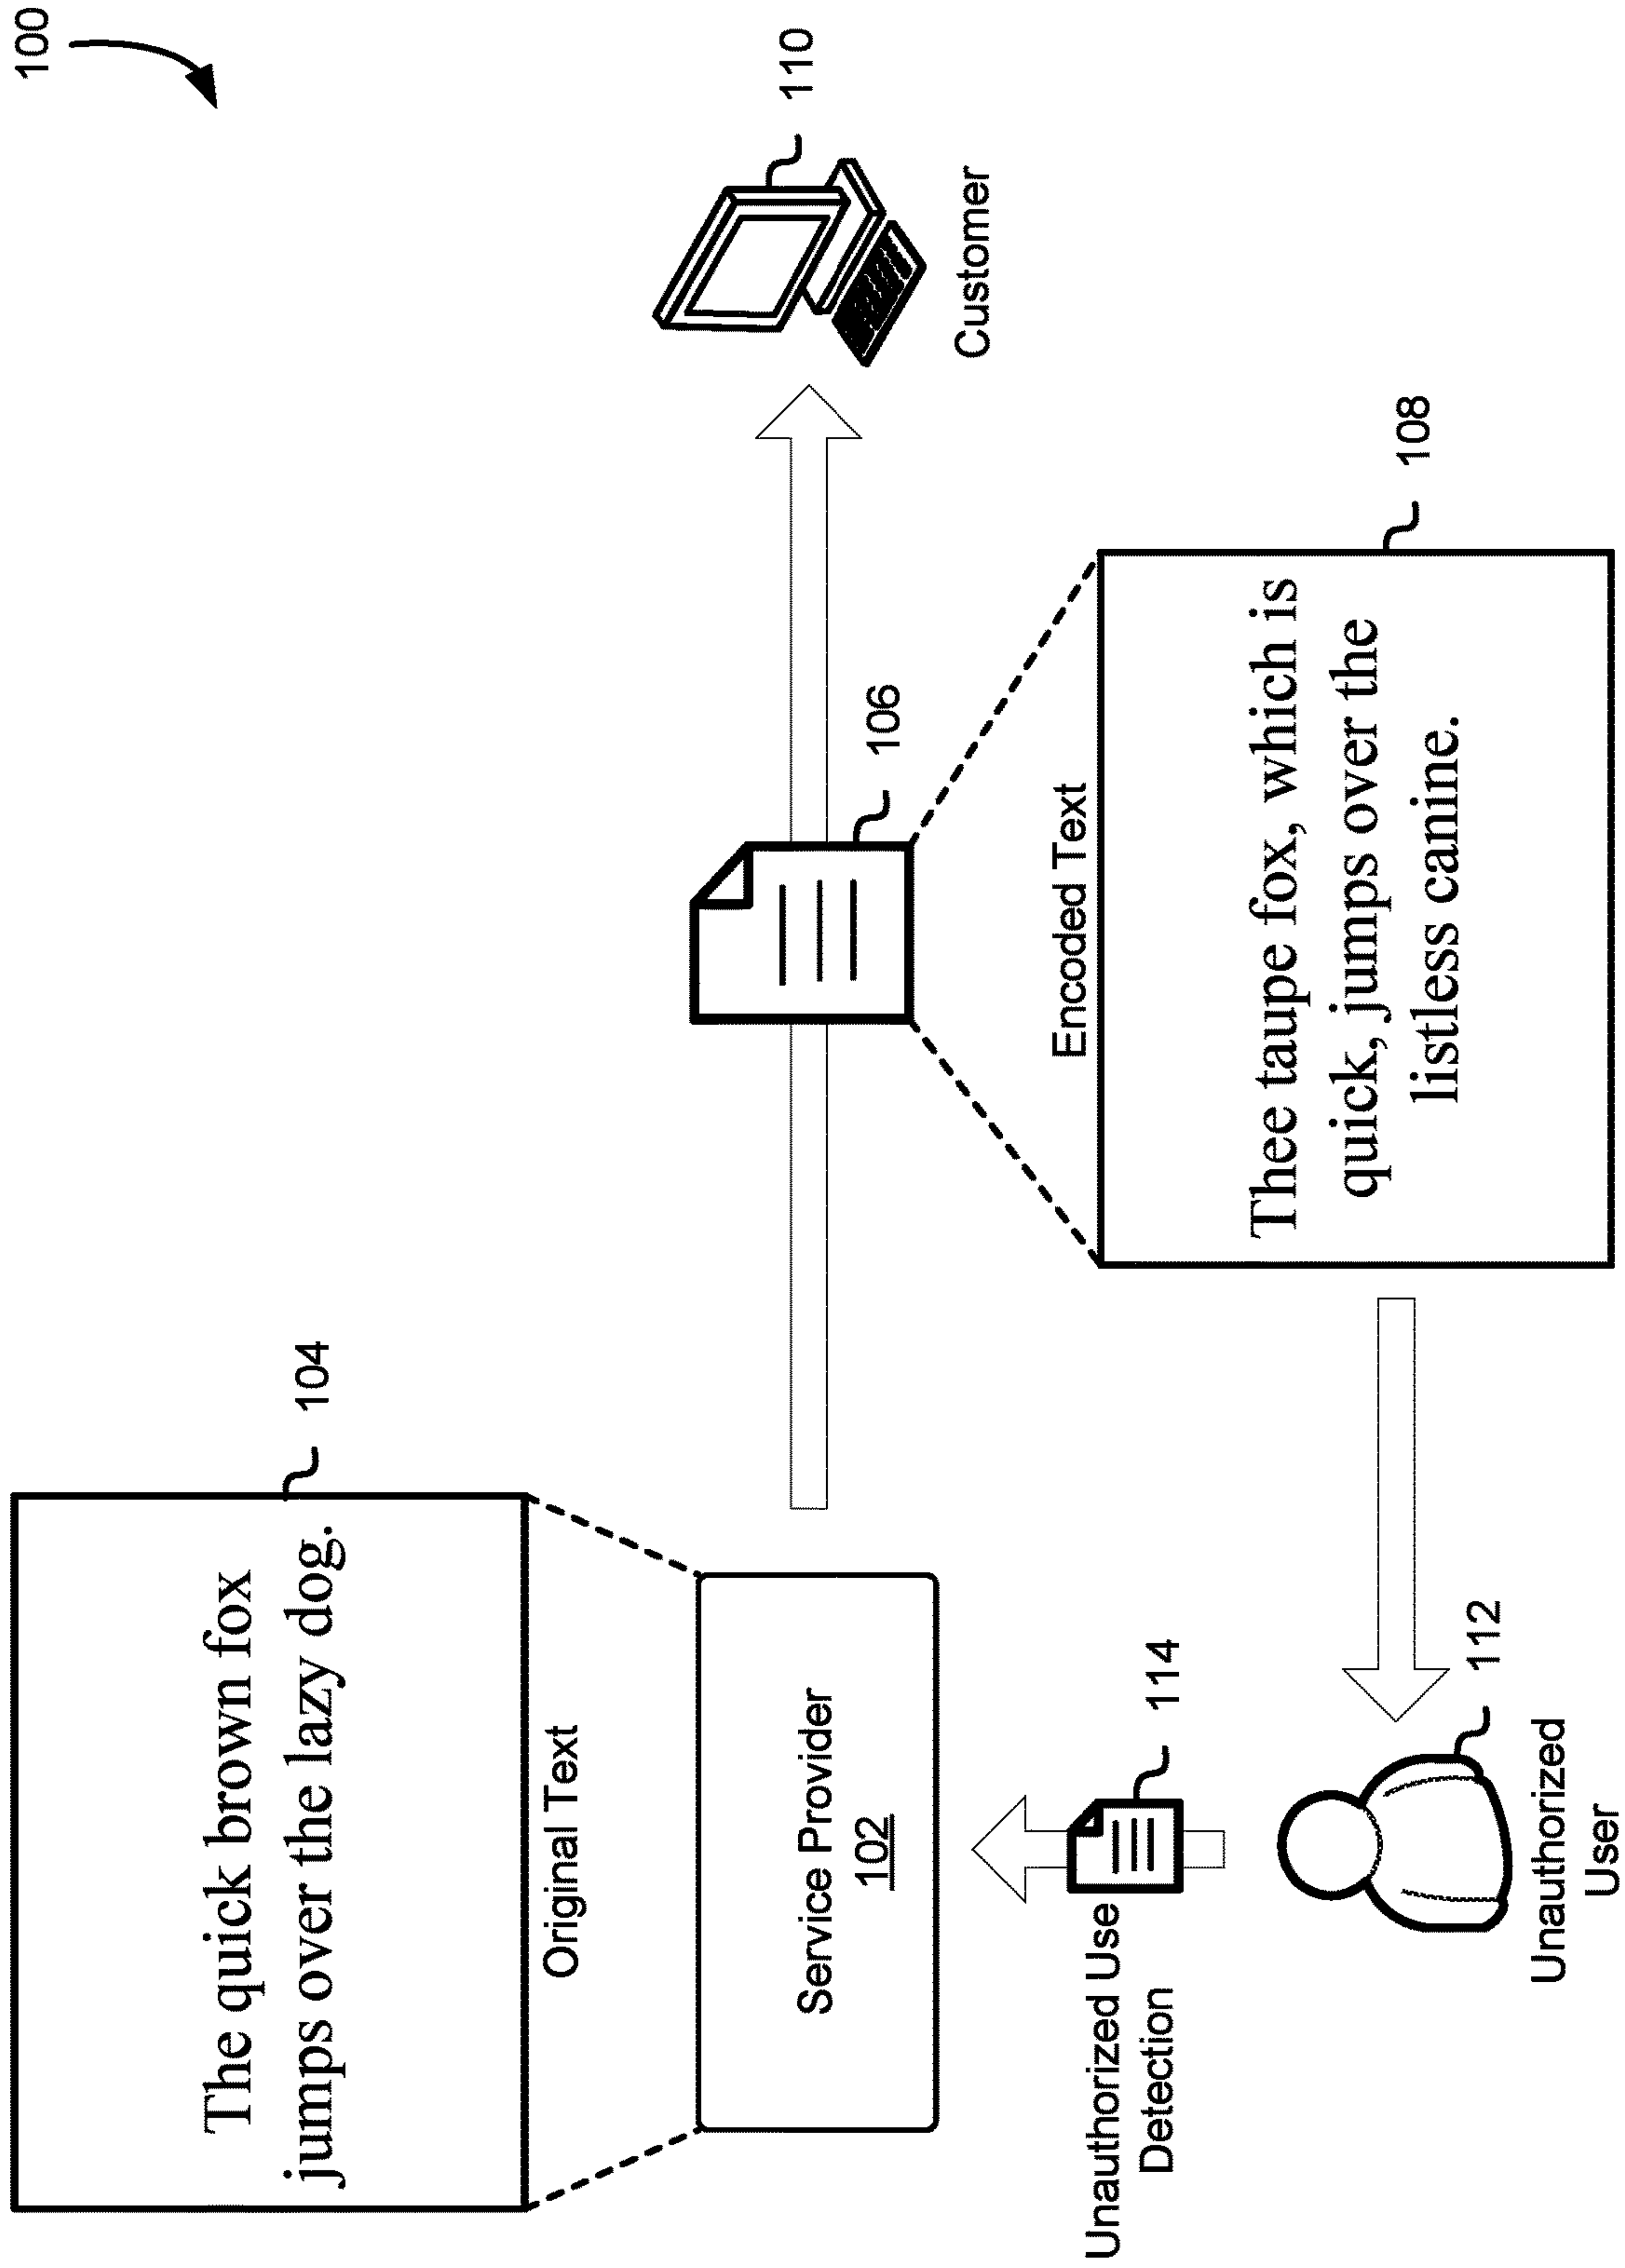 100
The quick brown fox
jumps over the lazy dog.
104
Original Text
Service Provider
102
106
110
Customer
Encoded Text
Thee taupe fox, which is
quick, jumps over the
listless canine.
108
Unauthorized Use
Detection
114
112
Unauthorized
User